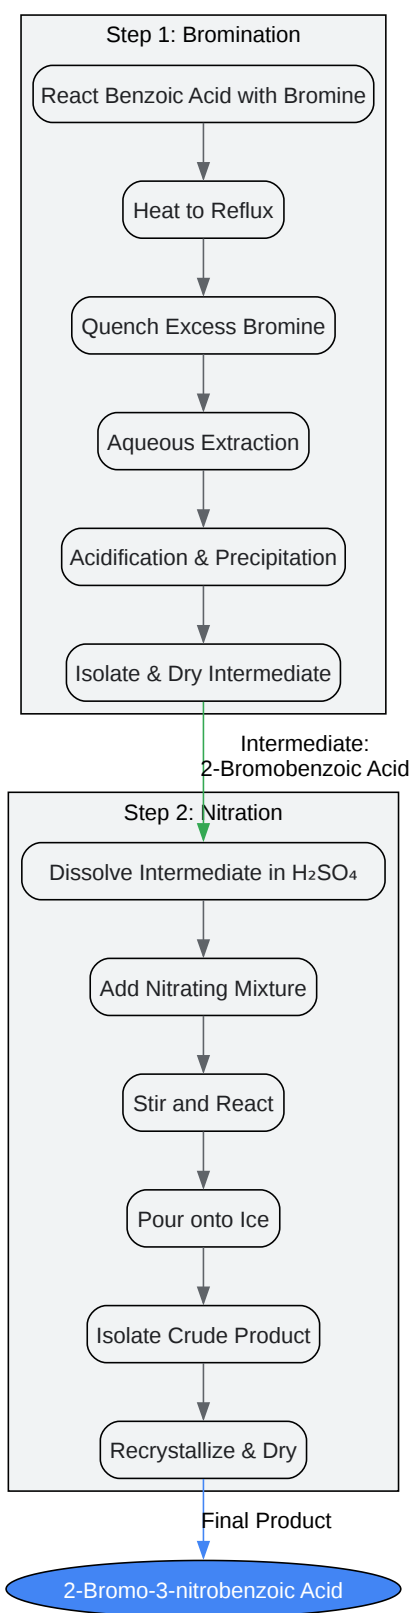 Step 1: Bromination
React Benzoic Acid with Bromine
Heat to Reflux
Quench Excess Bromine
Aqueous Extraction
Acidification & Precipitation
Isolate & Dry Intermediate
Intermediate:
2-Bromobenzoic Acid
Step 2: Nitration
Dissolve Intermediate in H₂SO₄
Add Nitrating Mixture
Stir and React
Pour onto Ice
Isolate Crude Product
Recrystallize & Dry
Final Product
2-Bromo-3-nitrobenzoic Acid